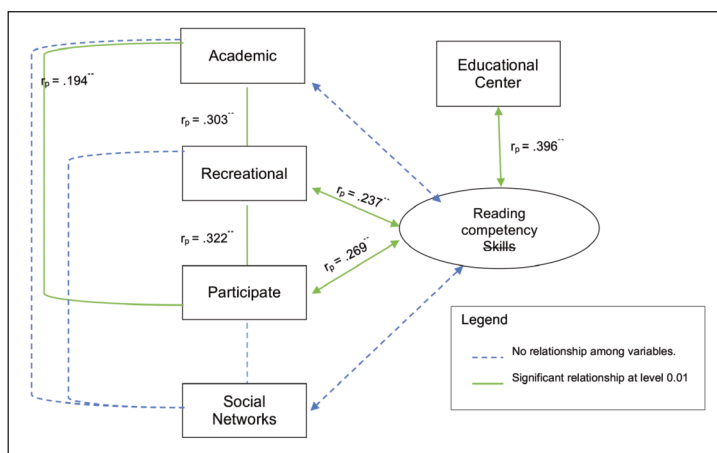 Academic
Educational
Center
rp = .194**
rp = .303**
rp = .396**
Recreational
rp = .237**
Reading
competency
Skills
rp = .322**
rp = .269**
Participate
Legend
No relationship among variables.
Significant relationship at level 0.01
Social
Networks